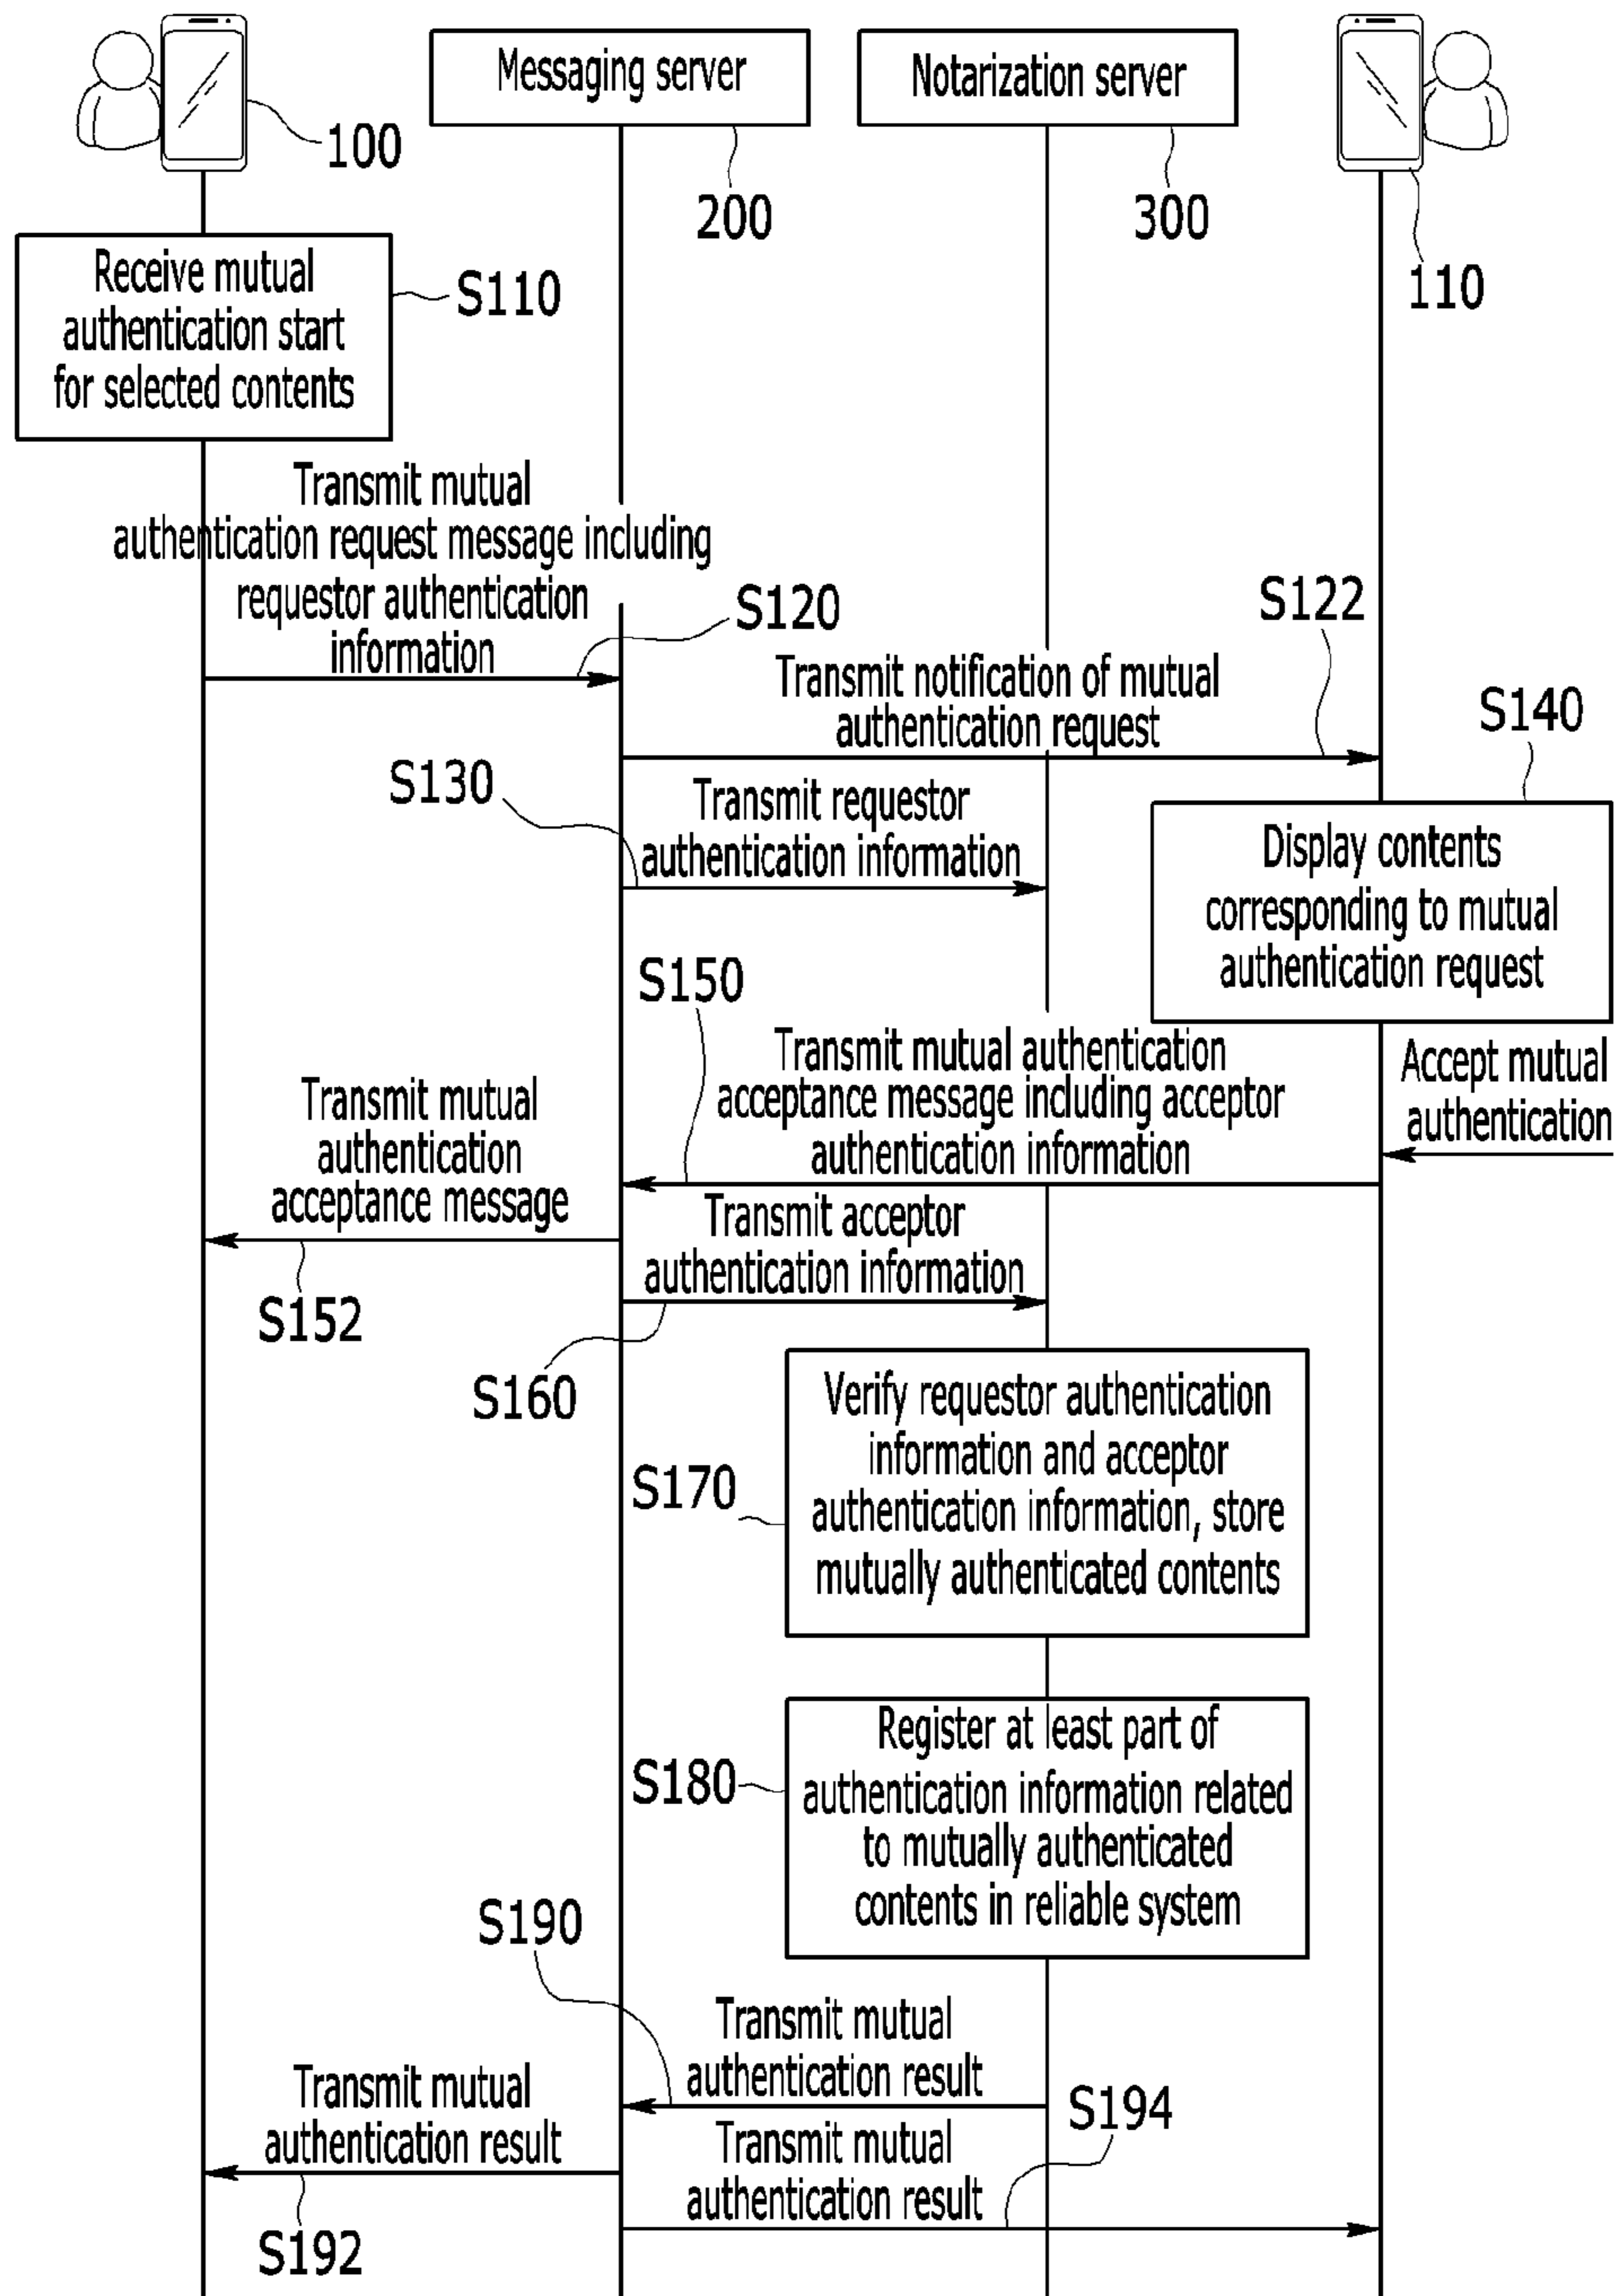 Messaging server
Notarization server
100
200
300
110
Receive mutual
authentication start
for selected contents
S110
Transmit mutual
authentication request message including
requestor authentication
information
S120
S122
Transmit notification of mutual
authentication request
S140
S130
Transmit requestor
authentication information
Display contents
corresponding to mutual
authentication request
S150
Transmit mutual authentication
acceptance message including acceptor
authentication information
Accept mutual
authentication
Transmit mutual
authentication
acceptance message
S152
Transmit acceptor
authentication information
S160
Verify requestor authentication
information and acceptor
authentication information, store
mutually authenticated contents
S170
Register at least part of
authentication information related
to mutually authenticated
contents in reliable system
S180
S190
Transmit mutual
authentication result
Transmit mutual
authentication result
S192
S194
Transmit mutual
authentication result